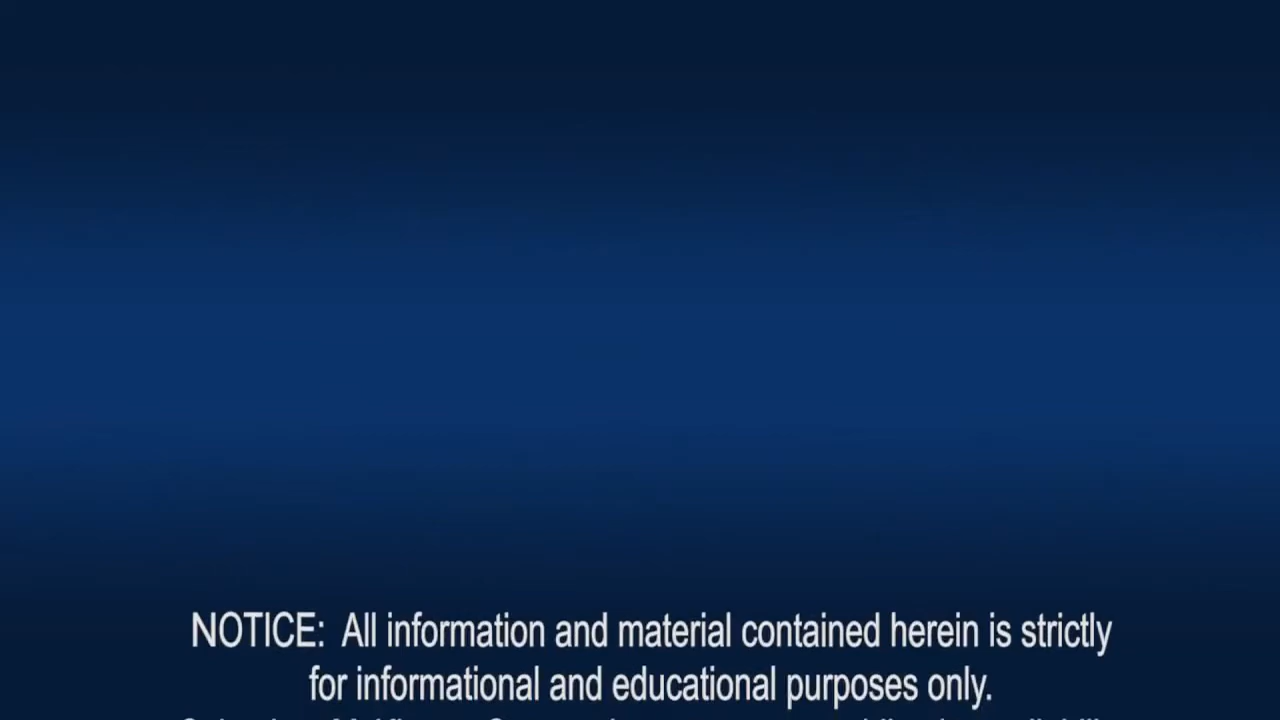 NOTICE:  All information and material contained herein is strictly
for informational and educational purposes only.